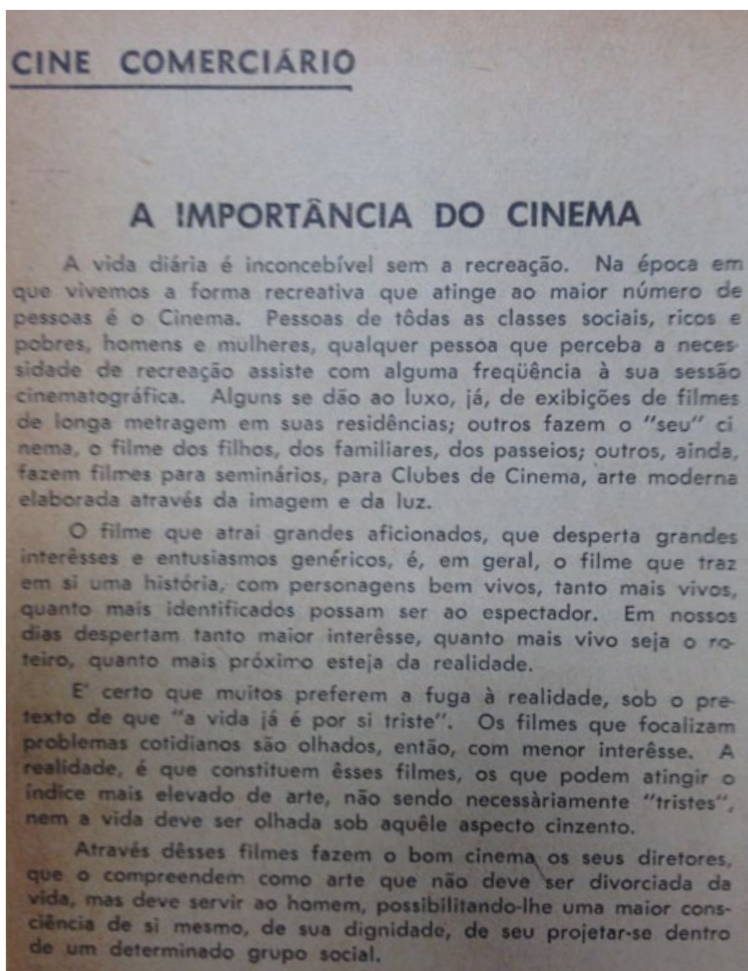 CINE COMERCIÁRIO
A IMPORTÂNCIA DO CINEMA
A vida diária é inconcebível sem a recreação. Na época em
que vivemos a forma recreativa que atinge ao maior número de
pessoas é o Cinema. Pessoas de tôdas as classes sociais, ricos e
pobres, homens e mulheres, qualquer pessoa que perceba a neces-
sidade de recreação assiste com alguma freqüência à sua sessão
cinematográfica. Alguns se dão ao luxo, já, de exibições de filmes
de longa metragem em suas residências; outros fazem o "seu" ci
nema, o filme dos filhos, dos familiares, dos passeios; outros, ainda,
fazem filmes para seminários, para Clubes de Cinema, arte moderna
elaborada através da imagem e da luz.
O filme que atrai grandes aficionados, que desperta grandes
interêsses e entusiasmos genéricos, é, em geral, o filme que traz
em si uma história, com personagens bem vivos, tanto mais vivos,
quanto mais identificados possam ser ao espectador. Em nossos
dias despertam tanto maior interêsse, quanto mais vivo seja o ro-
teiro, quanto mais próximo esteja da realidade.
E' certo que muitos preferem a fuga à realidade, sob o pre-
texto de que "a vida já é por si triste". Os filmes que focalizam
problemas cotidianos são olhados, então, com menor interêsse. A
realidade, é que constituem êsses filmes, os que podem atingir o
índice mais elevado de arte, não sendo necessàriamente "tristes",
nem a vida deve ser olhada sob aquêle aspecto cinzento.
Através dêsses filmes fazem o bom cinema os seus diretores,
que o compreendem como arte que não deve ser divorciada da
vida, mas deve servir ao homem, possibilitando-lhe uma maior cons-
ciência de si mesmo, de sua dignidade, de seu projetar-se dentro
de um determinado grupo social.